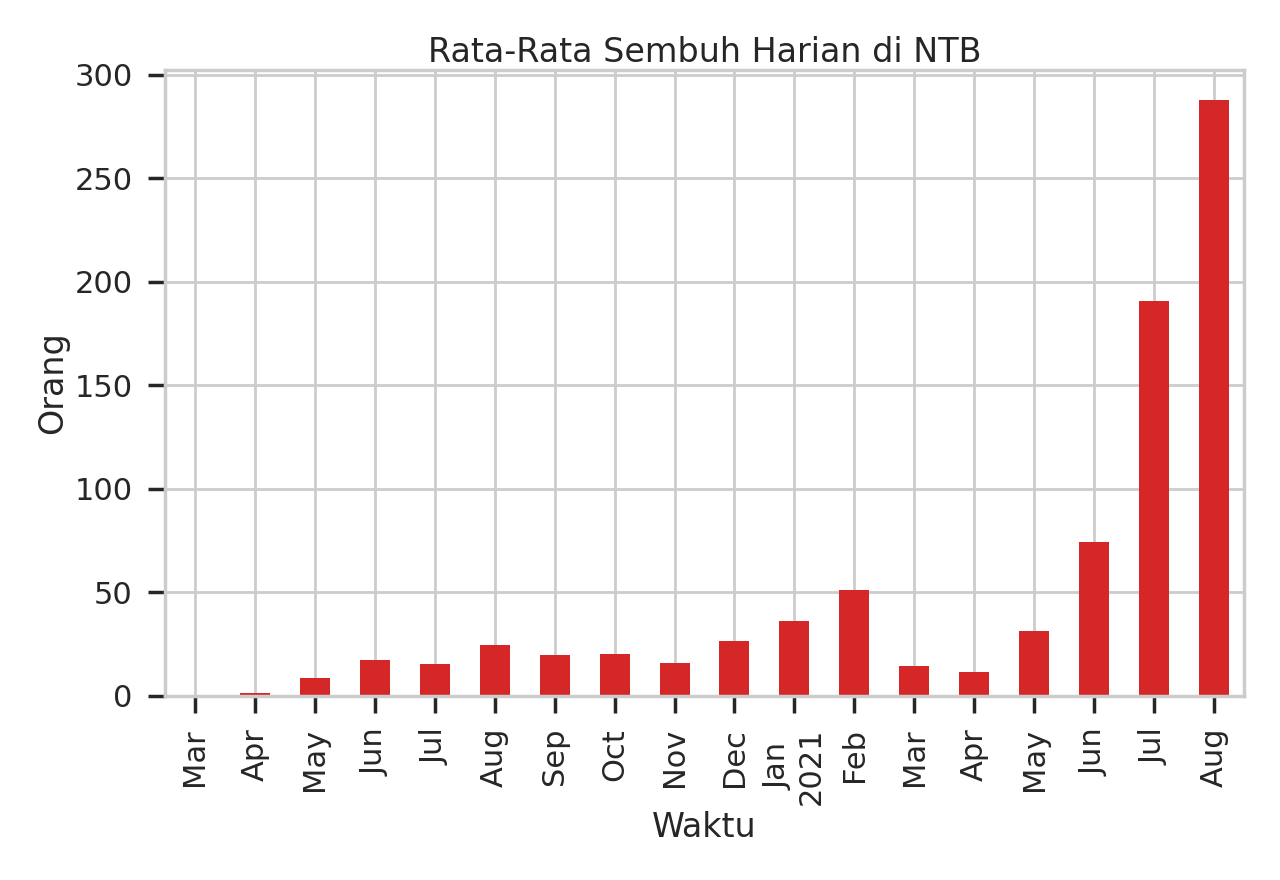 Rata-Rata Sembuh Harian di NTB
300
250
200
150
100
50
0
Orang
Mar
Apr
May
Jun
Jul
Aug
Sep
Oct
Nov
Dec
Jan
2021
Feb
Mar
Apr
May
Jun
Jul
Aug
Waktu